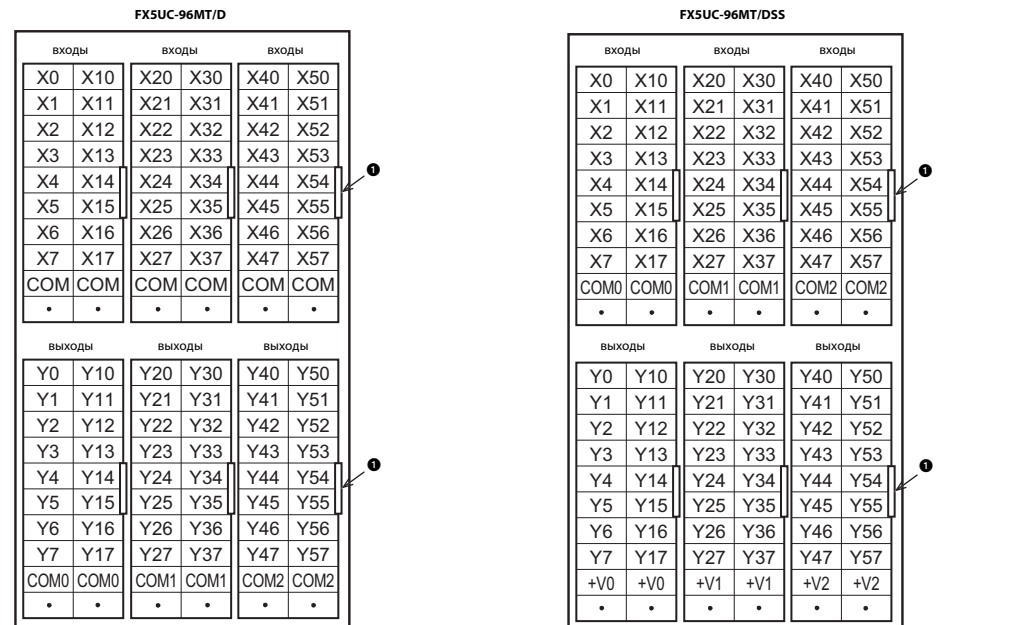 FX5UC-96MT/D
входы входы входы
X0 X10 X20 X30 X40 X50
X1 X11 X21 X31 X41 X51
X2 X12 X22 X32 X42 X52
X3 X13 X23 X33 X43 X53
❶
X4 X14 X24 X34 X44 X54
X5 X15 X25 X35 X45 X55
X6 X16 X26 X36 X46 X56
X7 X17 X27 X37 X47 X57
COM COM COM COM COM COM
• • • • • •
выходы выходы выходы
Y0 Y10 Y20 Y30 Y40 Y50
Y1 Y11 Y21 Y31 Y41 Y51
Y2 Y12 Y22 Y32 Y42 Y52
Y3 Y13 Y23 Y33 Y43 Y53
❶
Y4 Y14 Y24 Y34 Y44 Y54
Y5 Y15 Y25 Y35 Y45 Y55
Y6 Y16 Y26 Y36 Y46 Y56
Y7 Y17 Y27 Y37 Y47 Y57
COM0 COM0 COM1 COM1 COM2 COM2
• • • • • •
FX5UC-96MT/DSS
входы входы входы
X0 X10 X20 X30 X40 X50
X1 X11 X21 X31 X41 X51
X2 X12 X22 X32 X42 X52
X3 X13 X23 X33 X43 X53
❶
X4 X14 X24 X34 X44 X54
X5 X15 X25 X35 X45 X55
X6 X16 X26 X36 X46 X56
X7 X17 X27 X37 X47 X57
COM0 COM0 COM1 COM1 COM2 COM2
• • • • • •
выходы выходы выходы
Y0 Y10 Y20 Y30 Y40 Y50
Y1 Y11 Y21 Y31 Y41 Y51
Y2 Y12 Y22 Y32 Y42 Y52
Y3 Y13 Y23 Y33 Y43 Y53
❶
Y4 Y14 Y24 Y34 Y44 Y54
Y5 Y15 Y25 Y35 Y45 Y55
Y6 Y16 Y26 Y36 Y46 Y56
Y7 Y17 Y27 Y37 Y47 Y57
+V0 +V0 +V1 +V1 +V2 +V2
• • • • • •